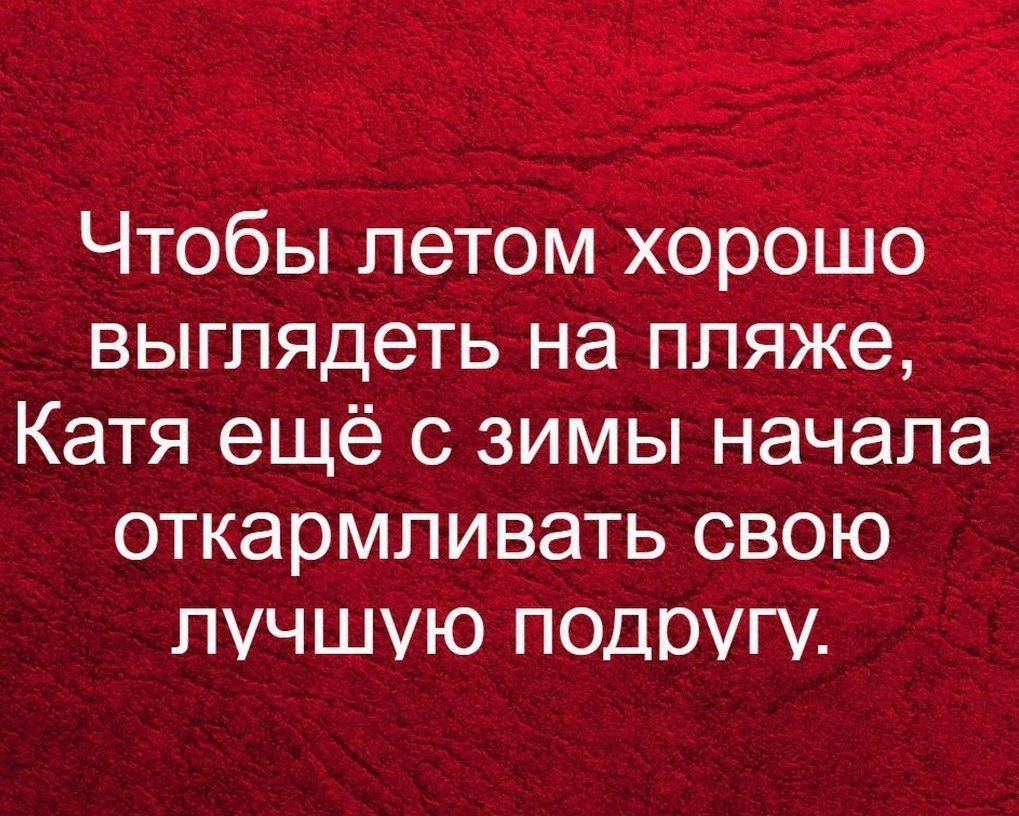 Чтобы летом хорошо
выглядеть на пляже,
Катя ещё с зимы начала
откармливать свою
лучшую подругу.